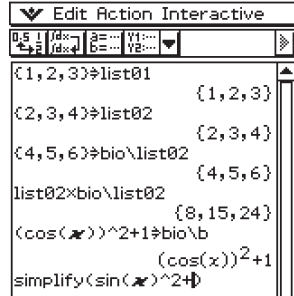 Edit Action Interactive
{1,2,3}⇒list01
{1,2,3}
{2,3,4}⇒list02
{2,3,4}
{4,5,6}⇒bio\list02
{4,5,6}
list02×bio\list02
{8,15,24}
(cos(x))^2+1⇒bio\b
(cos(x))²+1
simplify(sin(x)^2+b